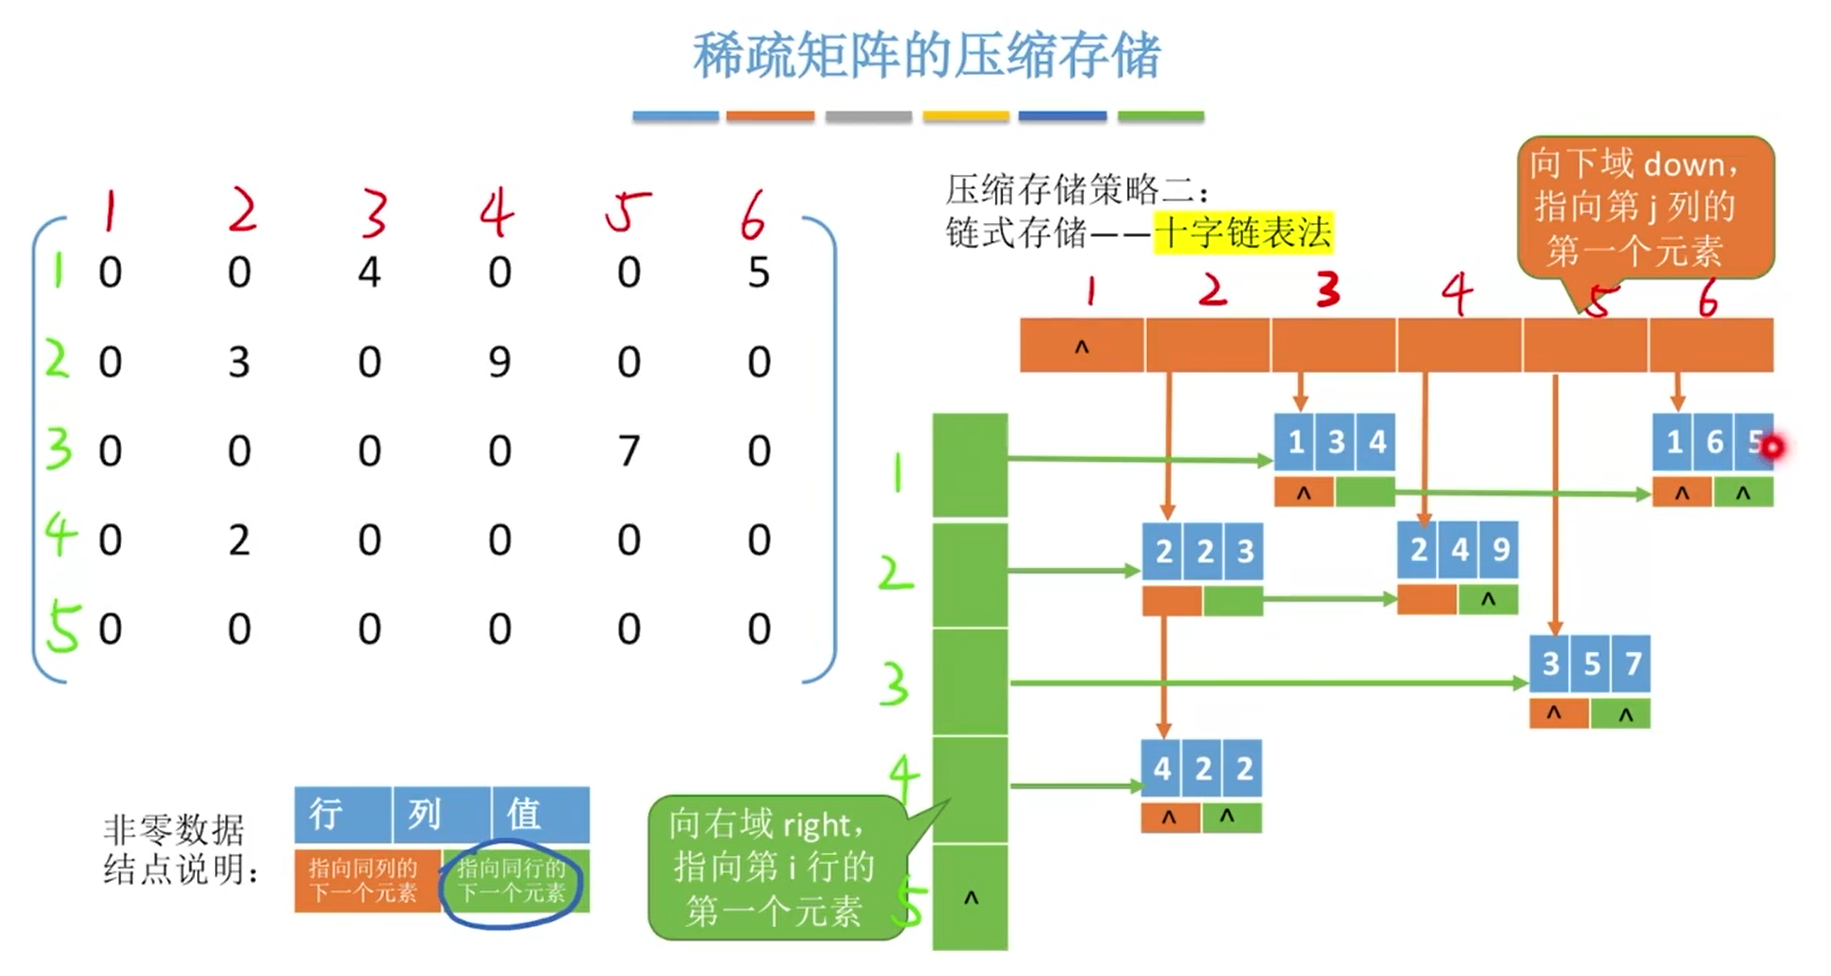 稀疏矩阵的压缩存储
1 2 3 4 5 6
1 0 0 4 0 0 5
2 0 3 0 9 0 0
3 0 0 0 0 7 0
4 0 2 0 0 0 0
5 0 0 0 0 0 0
非零数据
结点说明：
行 列 值
指向同列的
下一个元素
指向同行的
下一个元素
压缩存储策略二：
链式存储——十字链表法
向下域 down，
指向第 j 列的
第一个元素
1 2 3 4 5 6
^
1
1 3 4
^
1 6 5
^ ^
2
2 2 3
2 4 9
^
3
3 5 7
^ ^
4
4 2 2
^ ^
5
^
向右域 right，
指向第 i 行的
第一个元素